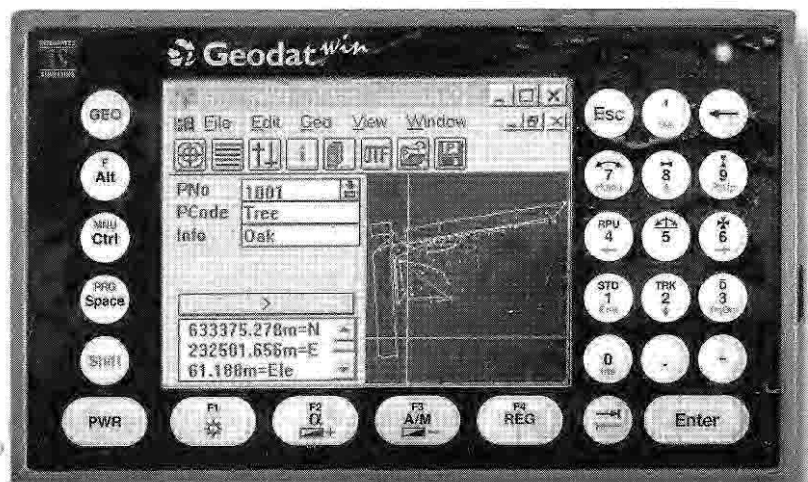 Geodat win
GEO
Esc
File Edit Geo View Window
F
Alt
7
8
9
PNo 1001
PCode Tree
Info Oak
MNU
Ctrl
RPU
4
5
6
PRG
Space
>
STD
1
TRK
2
3
633375.278m=N
232501.656m=E
61.188m=Ele
Shift
0
.
-
PWR
F1
F2
α
+
F3
A/M
-
F4
REG
Enter